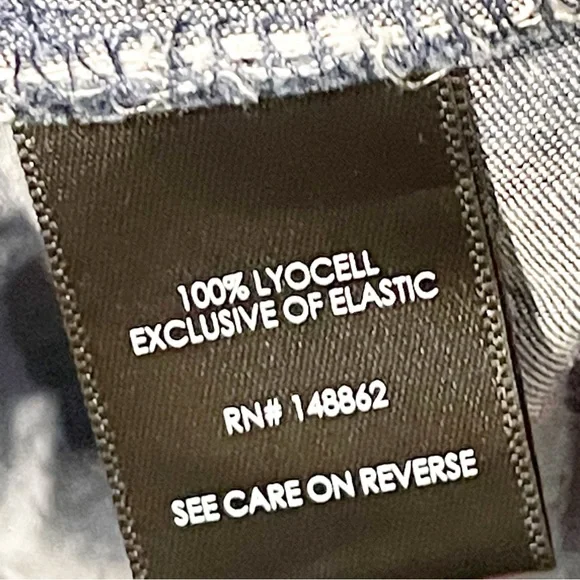 100% LYOCELL
EXCLUSIVE OF ELASTIC
RN# 148862
SEE CARE ON REVERSE